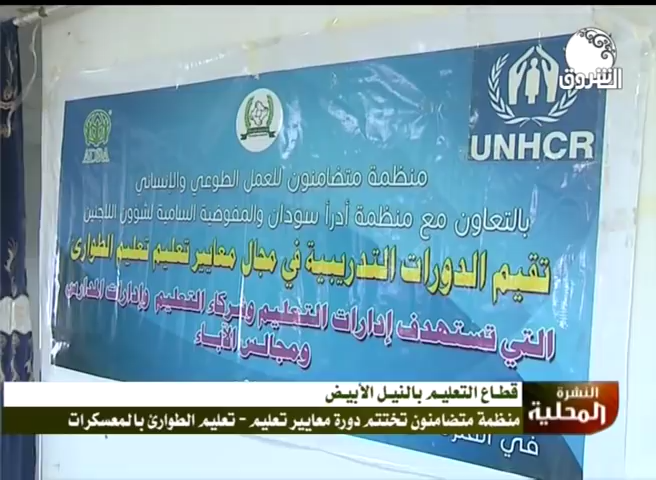 الشروق
UNHCR
ADRA
منظمة متضامنون للعمل الطوعي والانساني
بالتعاون مع منظمة أدرا سودان والمفوضية السامية لشؤون اللاجئين
تقيم الدورات التدريبية في مجال معايير تعليم تعليم الطوارئ
التي تستهدف إدارات التعليم وشركاء التعليم وإدارات المدارس
ومجالس الآباء
النشرة
المحلية
قطاع التعليم بالنيل الأبيض
منظمة متضامنون تختتم دورة معايير تعليم - تعليم الطوارئ بالمعسكرات
في